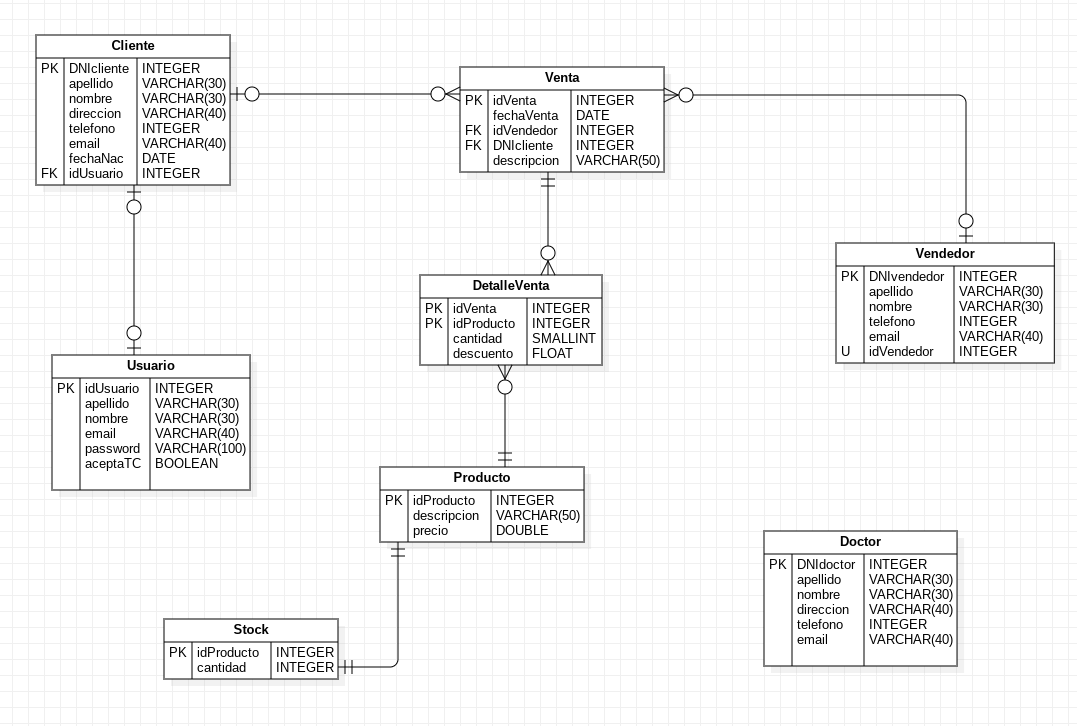 Cliente
PK DNIcliente INTEGER
apellido VARCHAR(30)
nombre VARCHAR(30)
direccion VARCHAR(40)
telefono INTEGER
email VARCHAR(40)
fechaNac DATE
FK idUsuario INTEGER
Venta
PK idVenta INTEGER
fechaVenta DATE
FK idVendedor INTEGER
FK DNIcliente INTEGER
descripcion VARCHAR(50)
Vendedor
PK DNIvendedor INTEGER
apellido VARCHAR(30)
nombre VARCHAR(30)
telefono INTEGER
email VARCHAR(40)
U idVendedor INTEGER
DetalleVenta
PK idVenta INTEGER
PK idProducto INTEGER
cantidad SMALLINT
descuento FLOAT
Usuario
PK idUsuario INTEGER
apellido VARCHAR(30)
nombre VARCHAR(30)
email VARCHAR(40)
password VARCHAR(100)
aceptaTC BOOLEAN
Producto
PK idProducto INTEGER
descripcion VARCHAR(50)
precio DOUBLE
Doctor
PK DNIdoctor INTEGER
apellido VARCHAR(30)
nombre VARCHAR(30)
direccion VARCHAR(40)
telefono INTEGER
email VARCHAR(40)
Stock
PK idProducto INTEGER
cantidad INTEGER